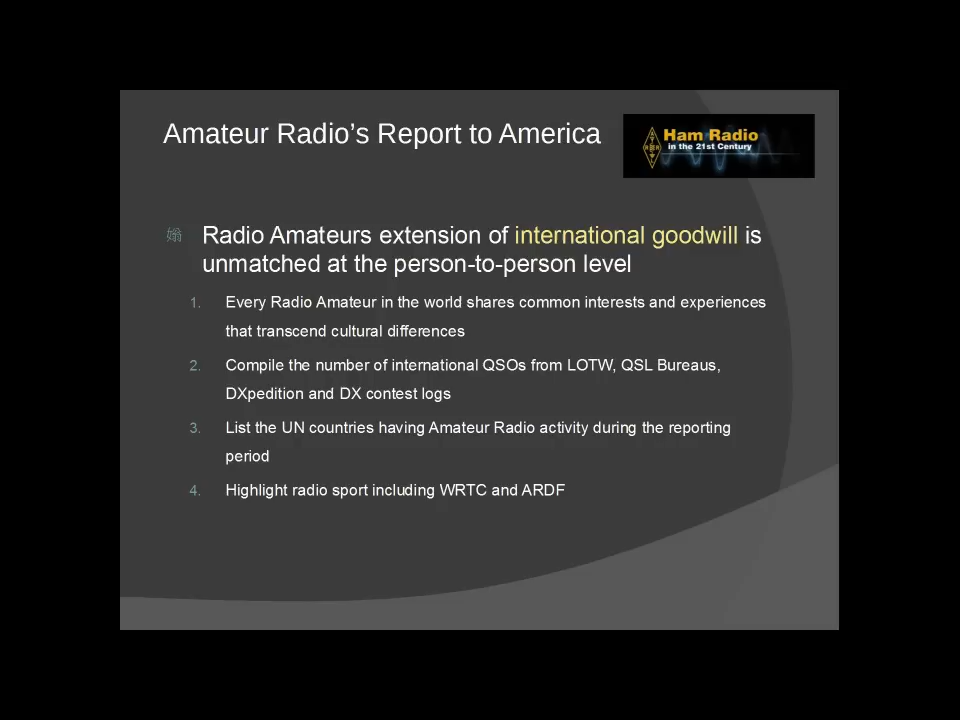 Amateur Radio’s Report to America
Ham Radio
in the 21st Century
Radio Amateurs extension of international goodwill is
unmatched at the person-to-person level
1. Every Radio Amateur in the world shares common interests and experiences
that transcend cultural differences
2. Compile the number of international QSOs from LOTW, QSL Bureaus,
DXpedition and DX contest logs
3. List the UN countries having Amateur Radio activity during the reporting
period
4. Highlight radio sport including WRTC and ARDF